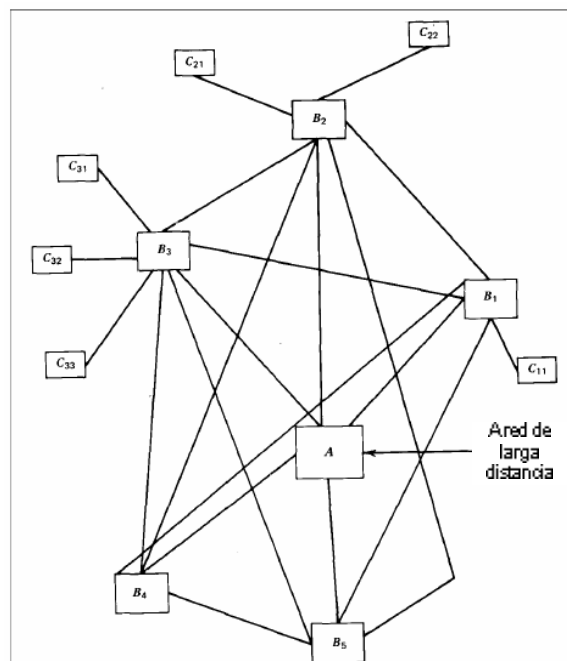 C22
C21
B2
C31
B3
C32
B1
C33
C11
A
Ared de
larga
distancia
B4
B5